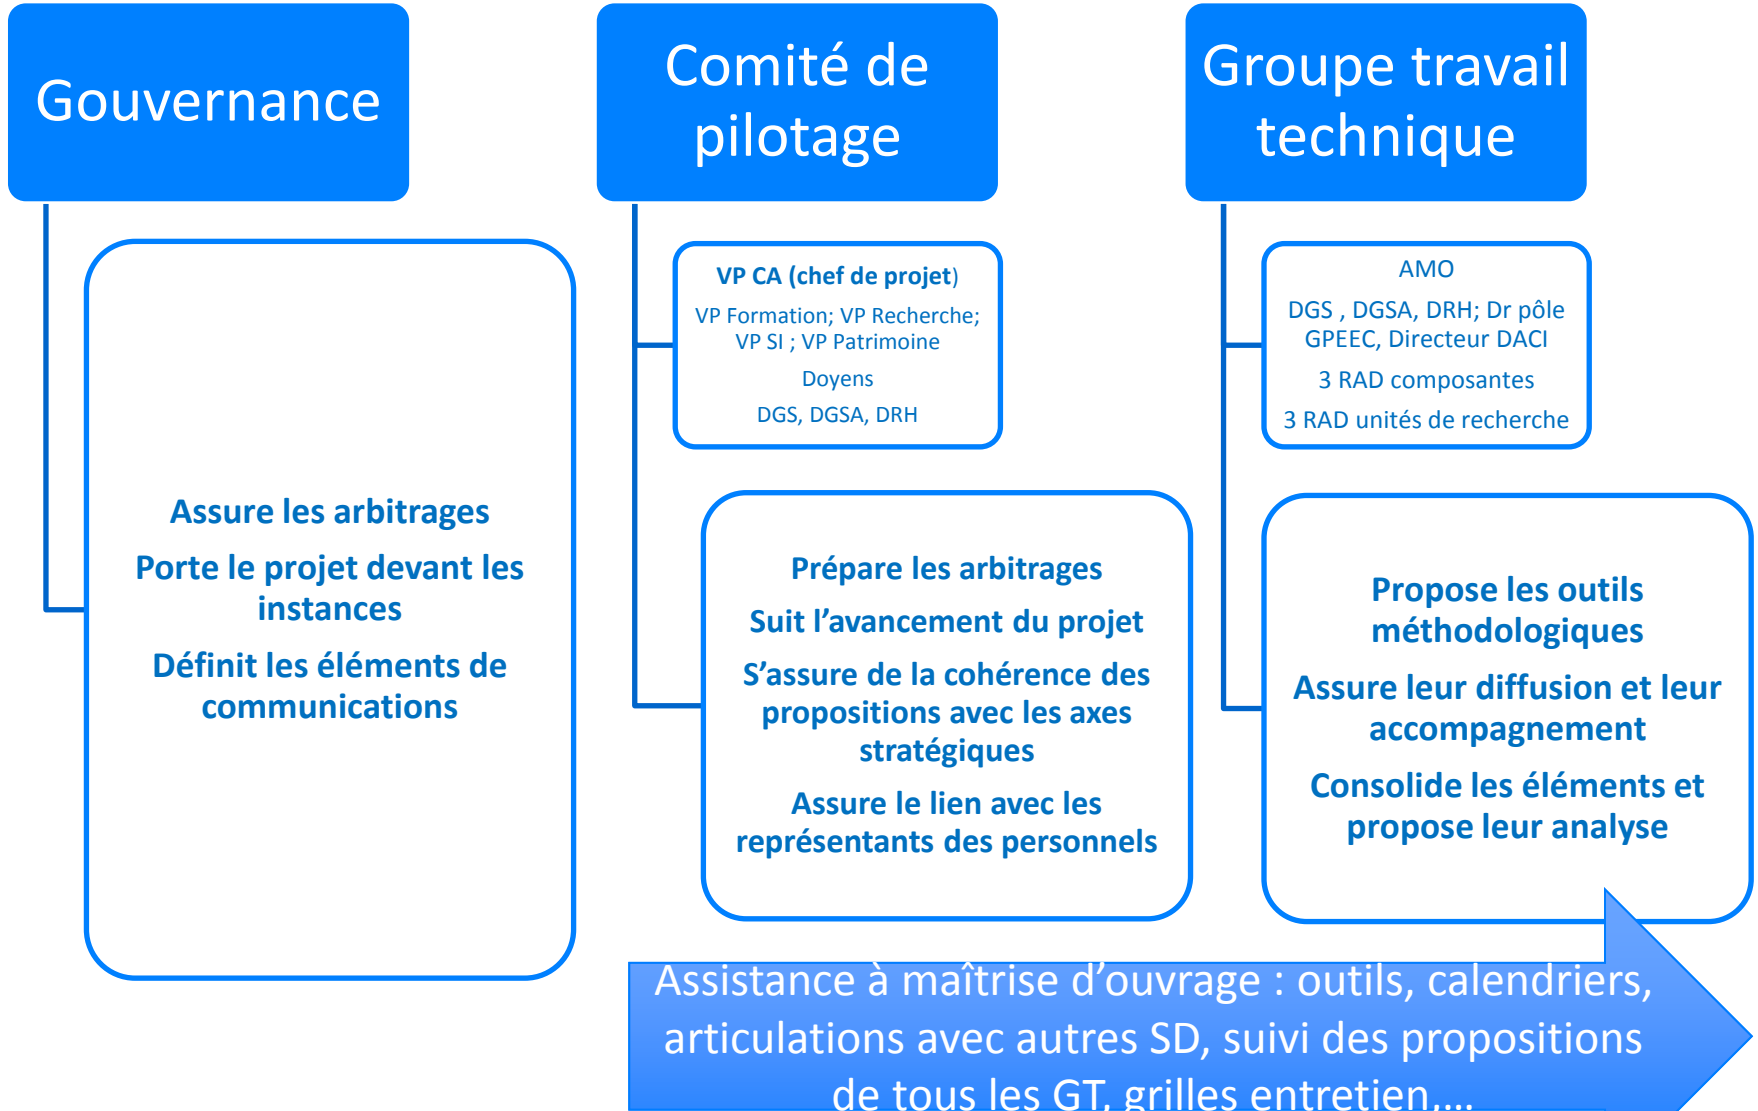 Gouvernance
Assure les arbitrages
Porte le projet devant les
instances
Définit les éléments de
communications
Comité de
pilotage
VP CA (chef de projet)
VP Formation; VP Recherche;
VP SI ; VP Patrimoine
Doyens
DGS, DGSA, DRH
Prépare les arbitrages
Suit l’avancement du projet
S’assure de la cohérence des
propositions avec les axes
stratégiques
Assure le lien avec les
représentants des personnels
Groupe travail
technique
AMO
DGS , DGSA, DRH; Dr pôle
GPEEC, Directeur DACI
3 RAD composantes
3 RAD unités de recherche
Propose les outils
méthodologiques
Assure leur diffusion et leur
accompagnement
Consolide les éléments et
propose leur analyse
Assistance à maîtrise d’ouvrage : outils, calendriers,
articulations avec autres SD, suivi des propositions
de tous les GT, grilles entretien,…